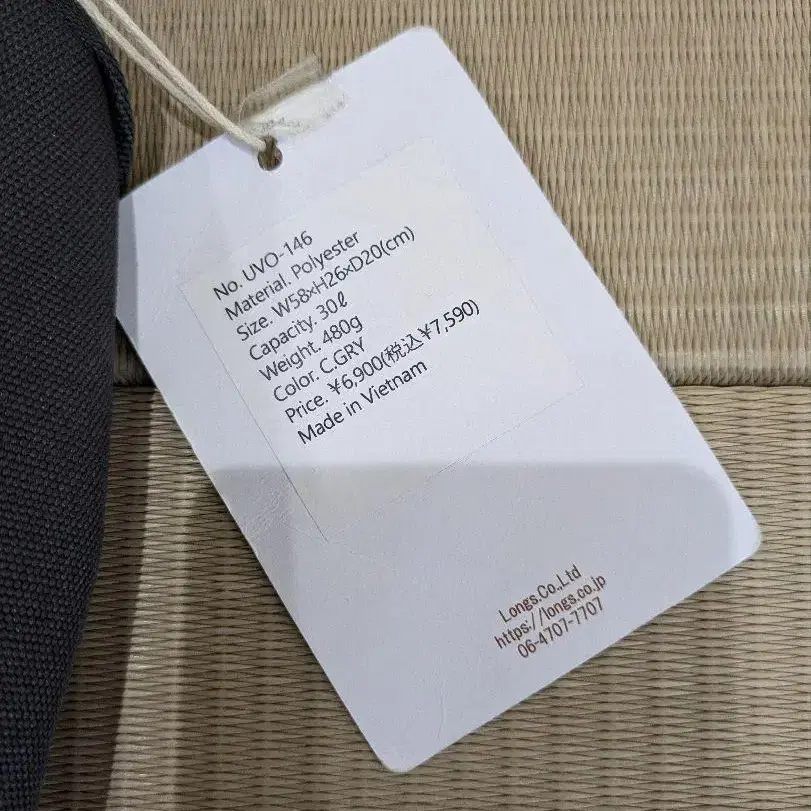 No. UVO-146
Material. Polyester
Size. W58×H26×D20(cm)
Capacity. 30ℓ
Weight. 480g
Color. C.GRY
Price. ¥6,900(税込¥7,590)
Made in Vietnam
Longs.Co.Ltd
https://longs.co.jp
06-4707-7707